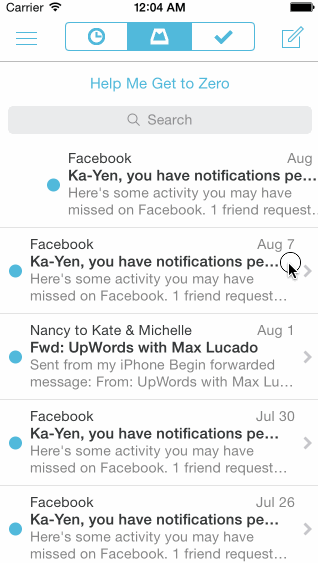 Carrier 12:04 AM
Help Me Get to Zero
Search
Facebook Aug
Ka-Yen, you have notifications pe…
Here's some activity you may have
missed on Facebook. 1 friend request…
Facebook Aug 7
Ka-Yen, you have notifications pe…
Here's some activity you may have
missed on Facebook. 1 friend request…
Nancy to Kate & Michelle Aug 1
Fwd: UpWords with Max Lucado
Sent from my iPhone Begin forwarded
message: From: UpWords with Max Lu…
Facebook Jul 30
Ka-Yen, you have notifications pe…
Here's some activity you may have
missed on Facebook. 1 friend request…
Facebook Jul 26
Ka-Yen, you have notifications pe…
Here's some activity you may have
missed on Facebook. 1 friend request…